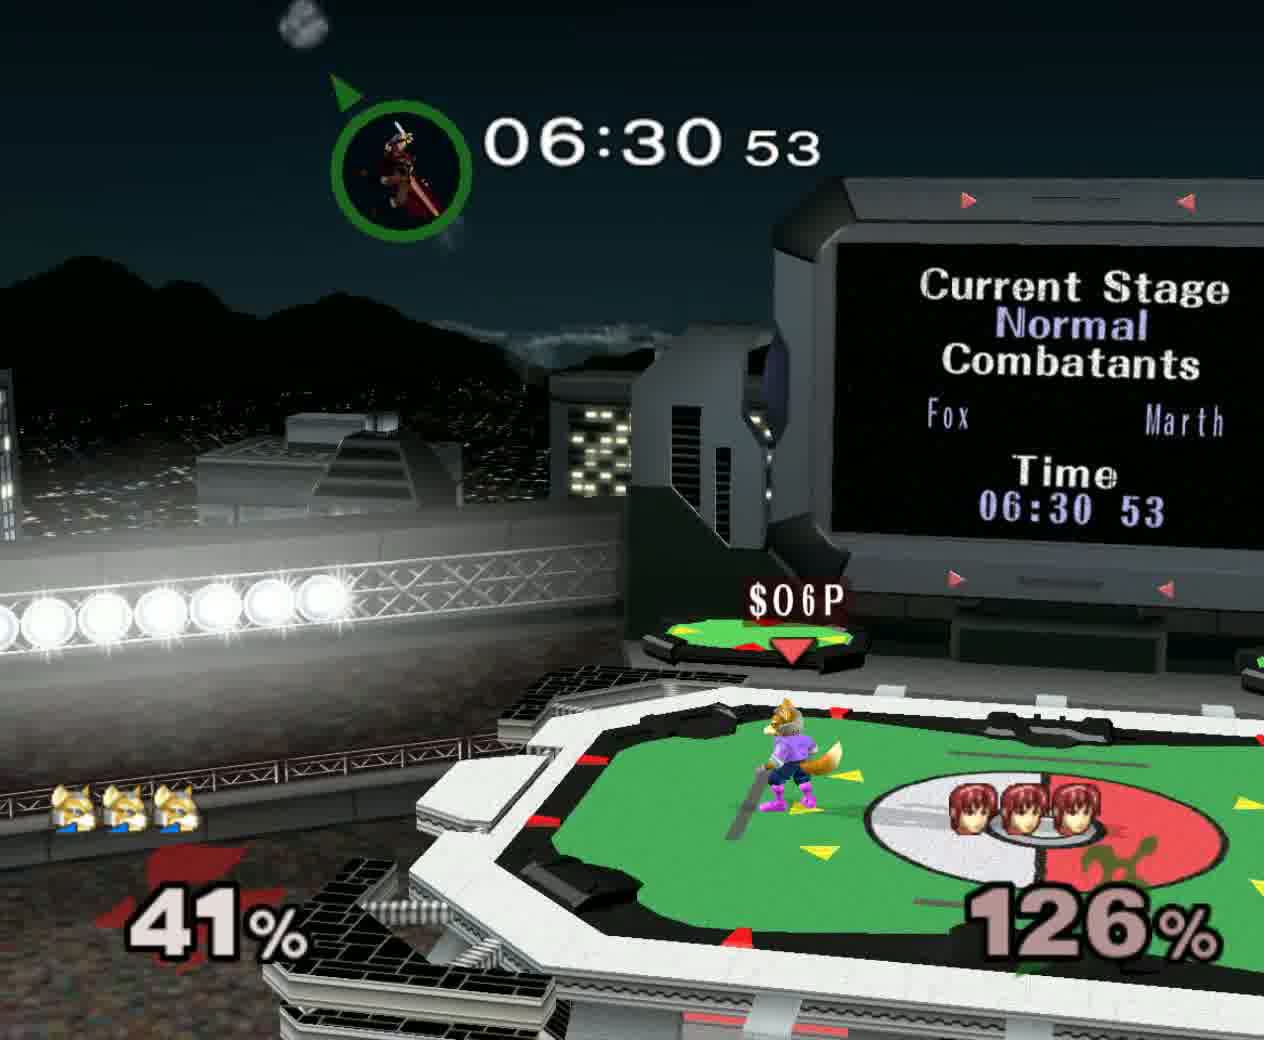 06:30 53
Current Stage
Normal
Combatants
Fox Marth
Time
06:30 53
$06P
41%
126%